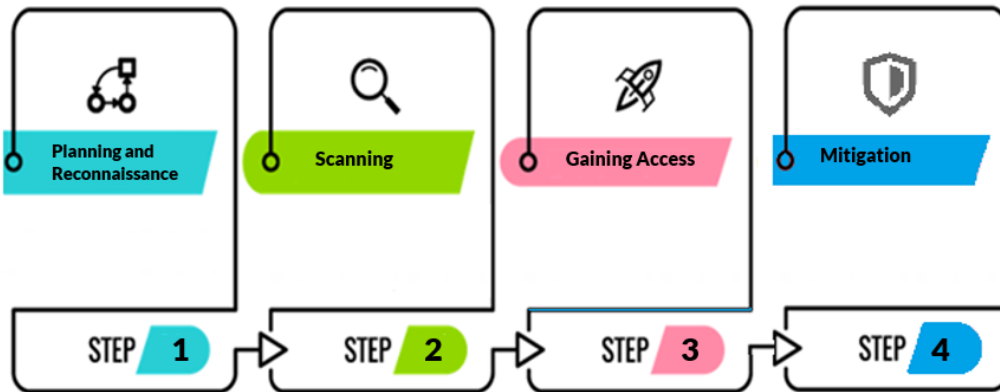 Planning and
Reconnaissance
Scanning
Gaining Access
Mitigation
STEP 1
STEP 2
STEP 3
STEP 4